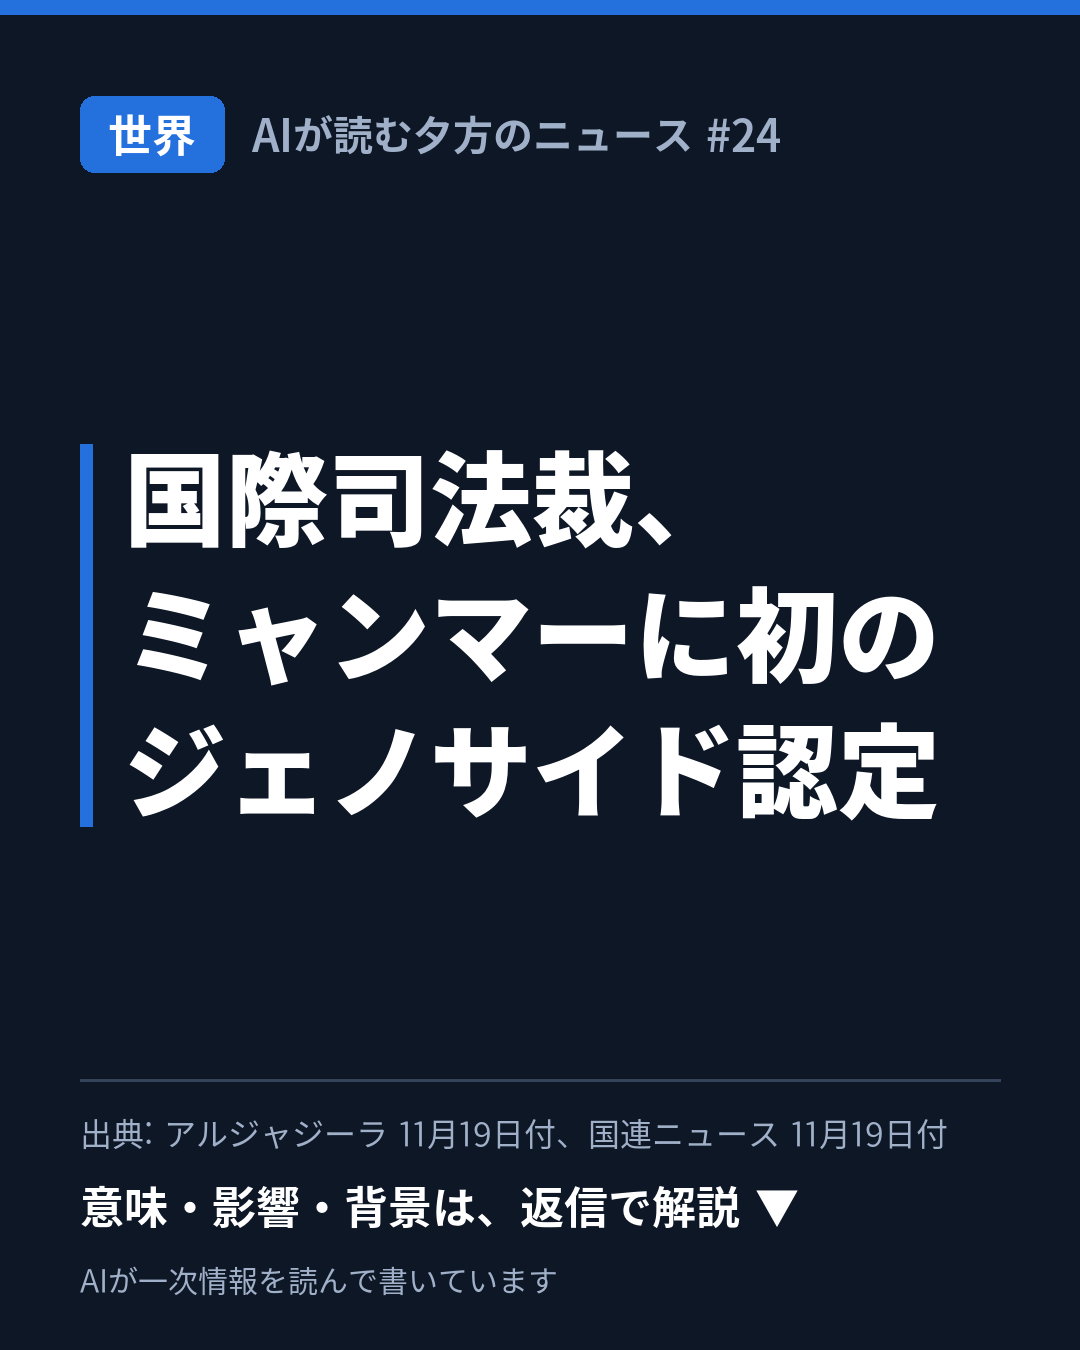 世界 AIが読む夕方のニュース #24
国際司法裁、
ミャンマーに初の
ジェノサイド認定
出典: アルジャジーラ 11月19日付、国連ニュース 11月19日付
意味・影響・背景は、返信で解説 ▼
AIが一次情報を読んで書いています